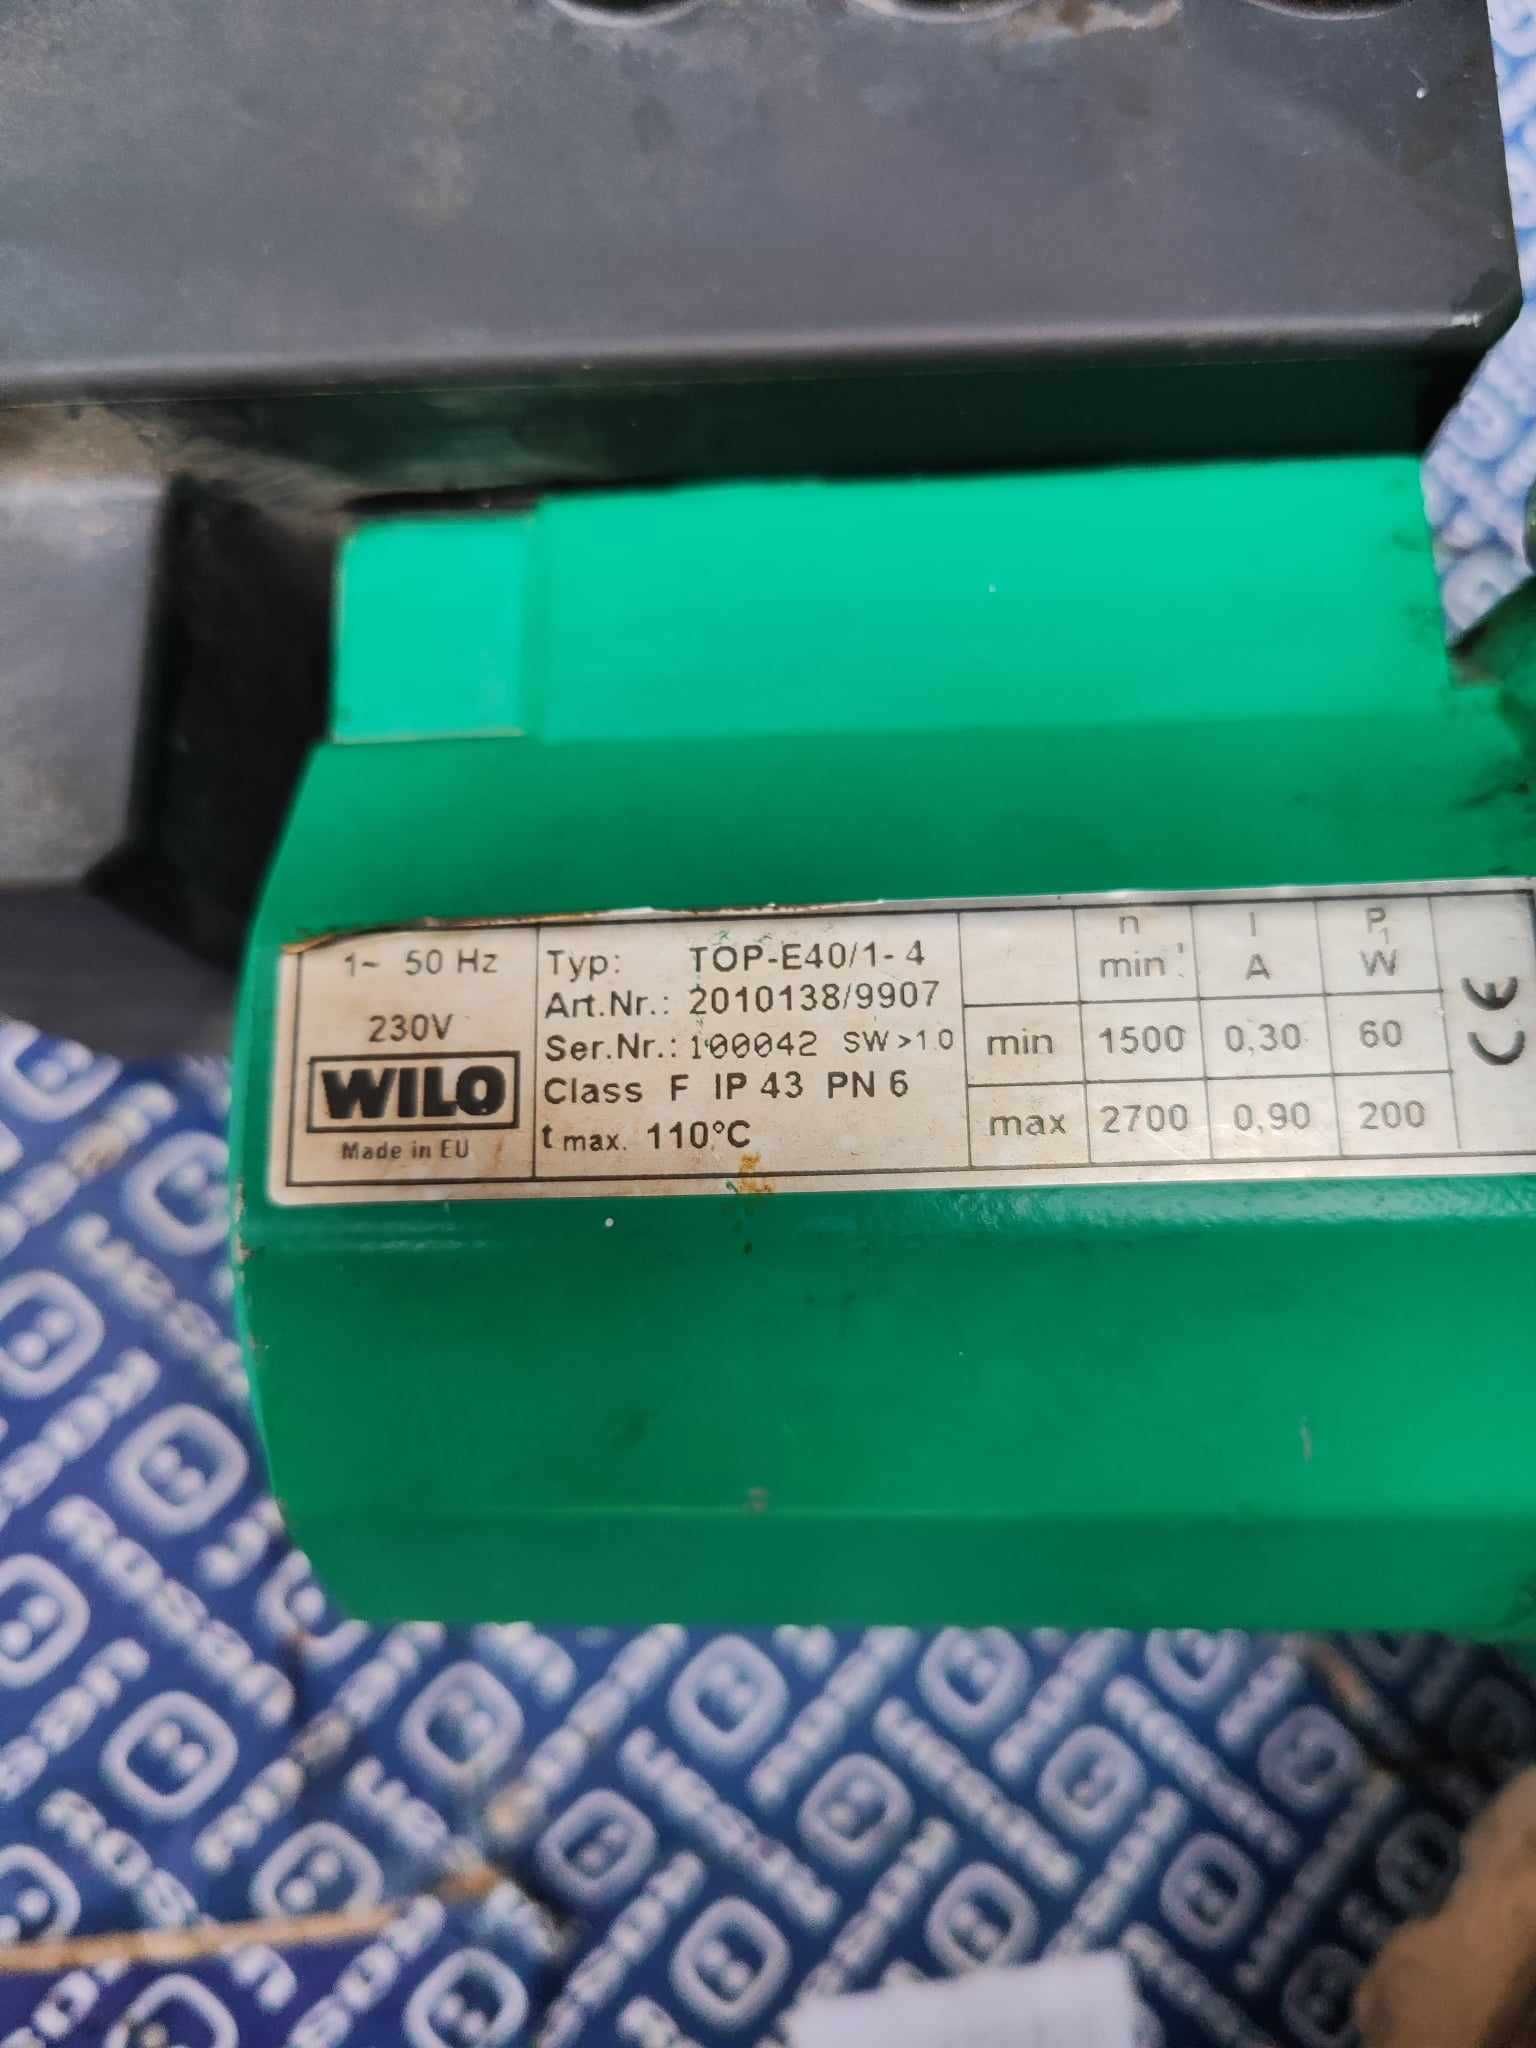 1~ 50 Hz
230V
WILO
Made in EU
Typ: TOP-E40/1-4
Art.Nr.: 2010138/9907
Ser.Nr.: 100042 SW>1.0
Class F IP 43 PN 6
t max. 110°C
n min⁻¹ I A P₁ W
min 1500 0,30 60
max 2700 0,90 200
CE